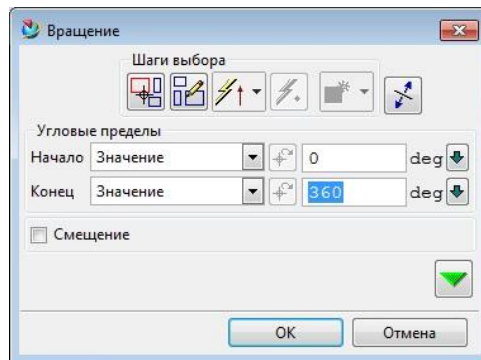 Вращение
Шаги выбора
Угловые пределы
Начало Значение 0 deg
Конец Значение 360 deg
Смещение
OK Отмена